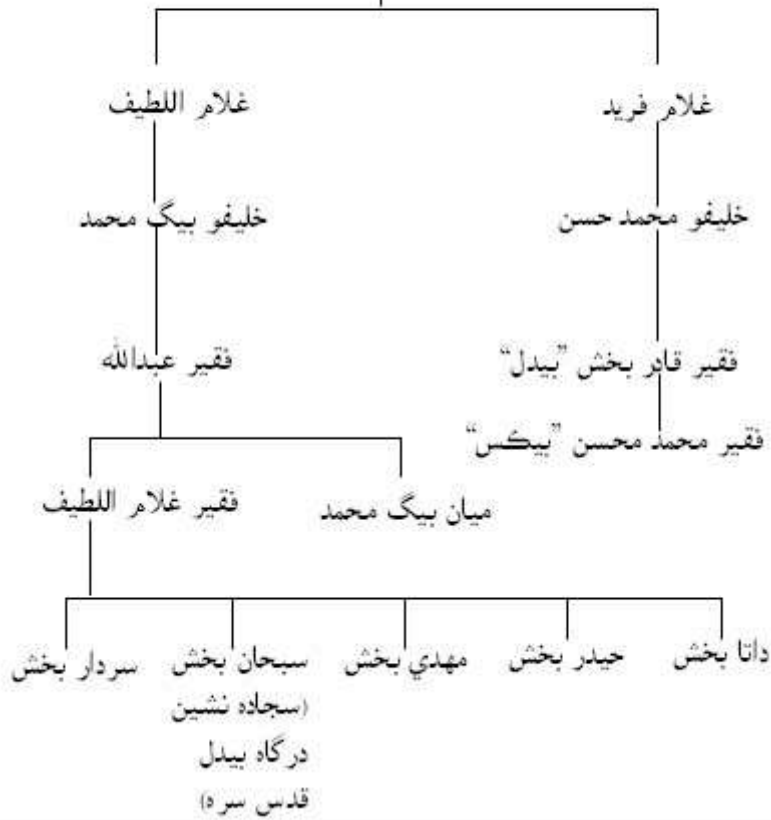 غلام فريد
غلام اللطيف
خليفو محمد حسن
خليفو بيگ محمد
فقير قادر بخش ”بيدل“
فقير عبدالله
فقير محمد محسن ”بيڪس“
ميان بيگ محمد
فقير غلام اللطيف
داتا بخش
حيدر بخش
مهدي بخش
سبحان بخش
(سجاده نشين
درگاه بيدل
قدس سره)
سردار بخش